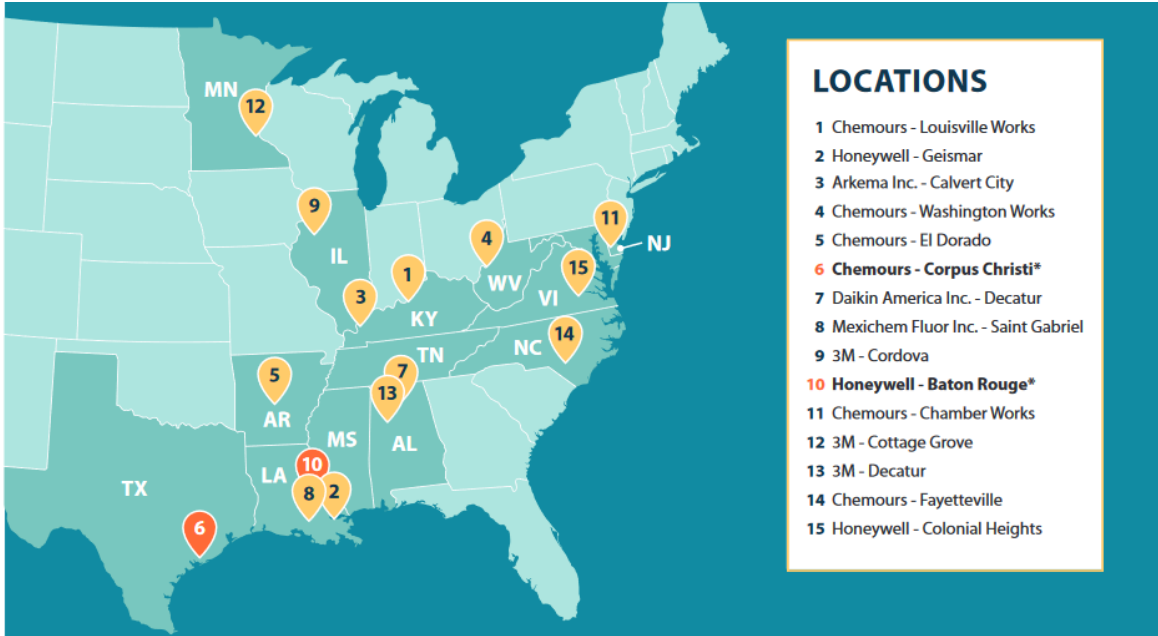 MN
12
9
IL
11
NJ
4
1
15
WV
3
VI
KY
14
NC
TN
7
5
13
AR
MS
AL
10
LA
8
2
TX
6
LOCATIONS
1 Chemours - Louisville Works
2 Honeywell - Geismar
3 Arkema Inc. - Calvert City
4 Chemours - Washington Works
5 Chemours - El Dorado
6 Chemours - Corpus Christi*
7 Daikin America Inc. - Decatur
8 Mexichem Fluor Inc. - Saint Gabriel
9 3M - Cordova
10 Honeywell - Baton Rouge*
11 Chemours - Chamber Works
12 3M - Cottage Grove
13 3M - Decatur
14 Chemours - Fayetteville
15 Honeywell - Colonial Heights